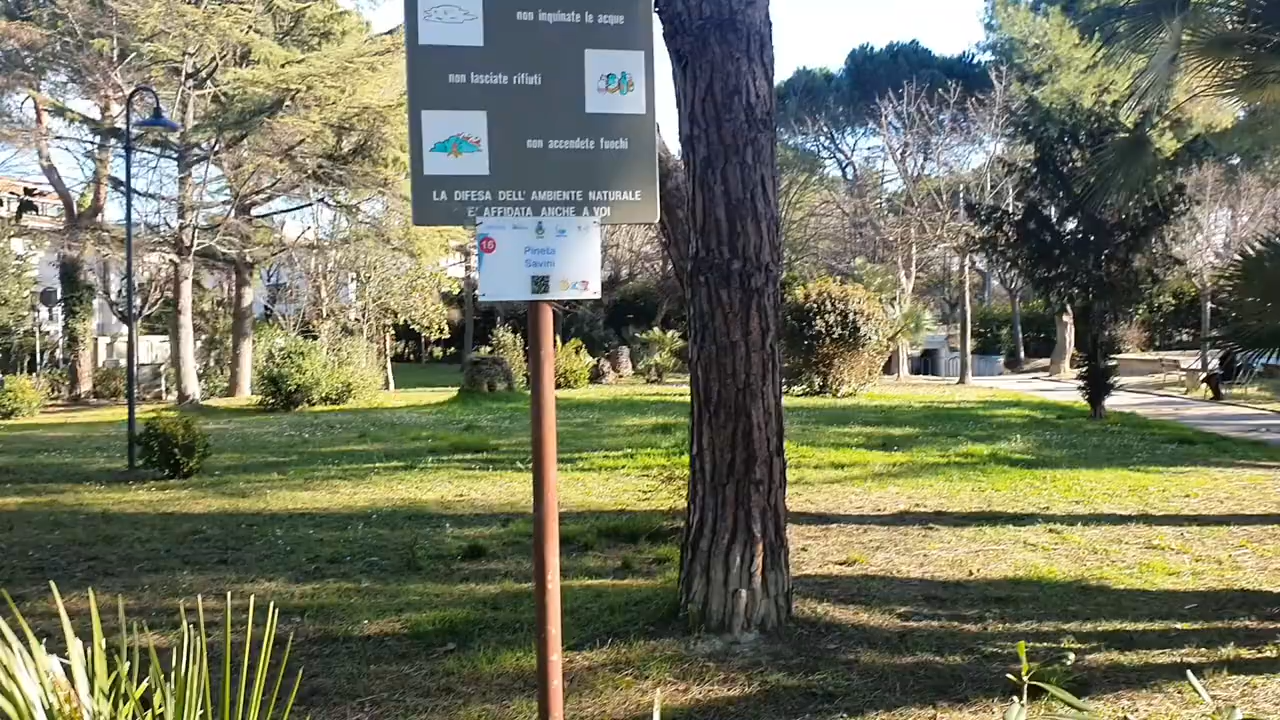 non inquinate le acque
non lasciate rifiuti
non accendete fuochi
LA DIFESA DELL' AMBIENTE NATURALE
E' AFFIDATA ANCHE A VOI
15
Pineta
Savini